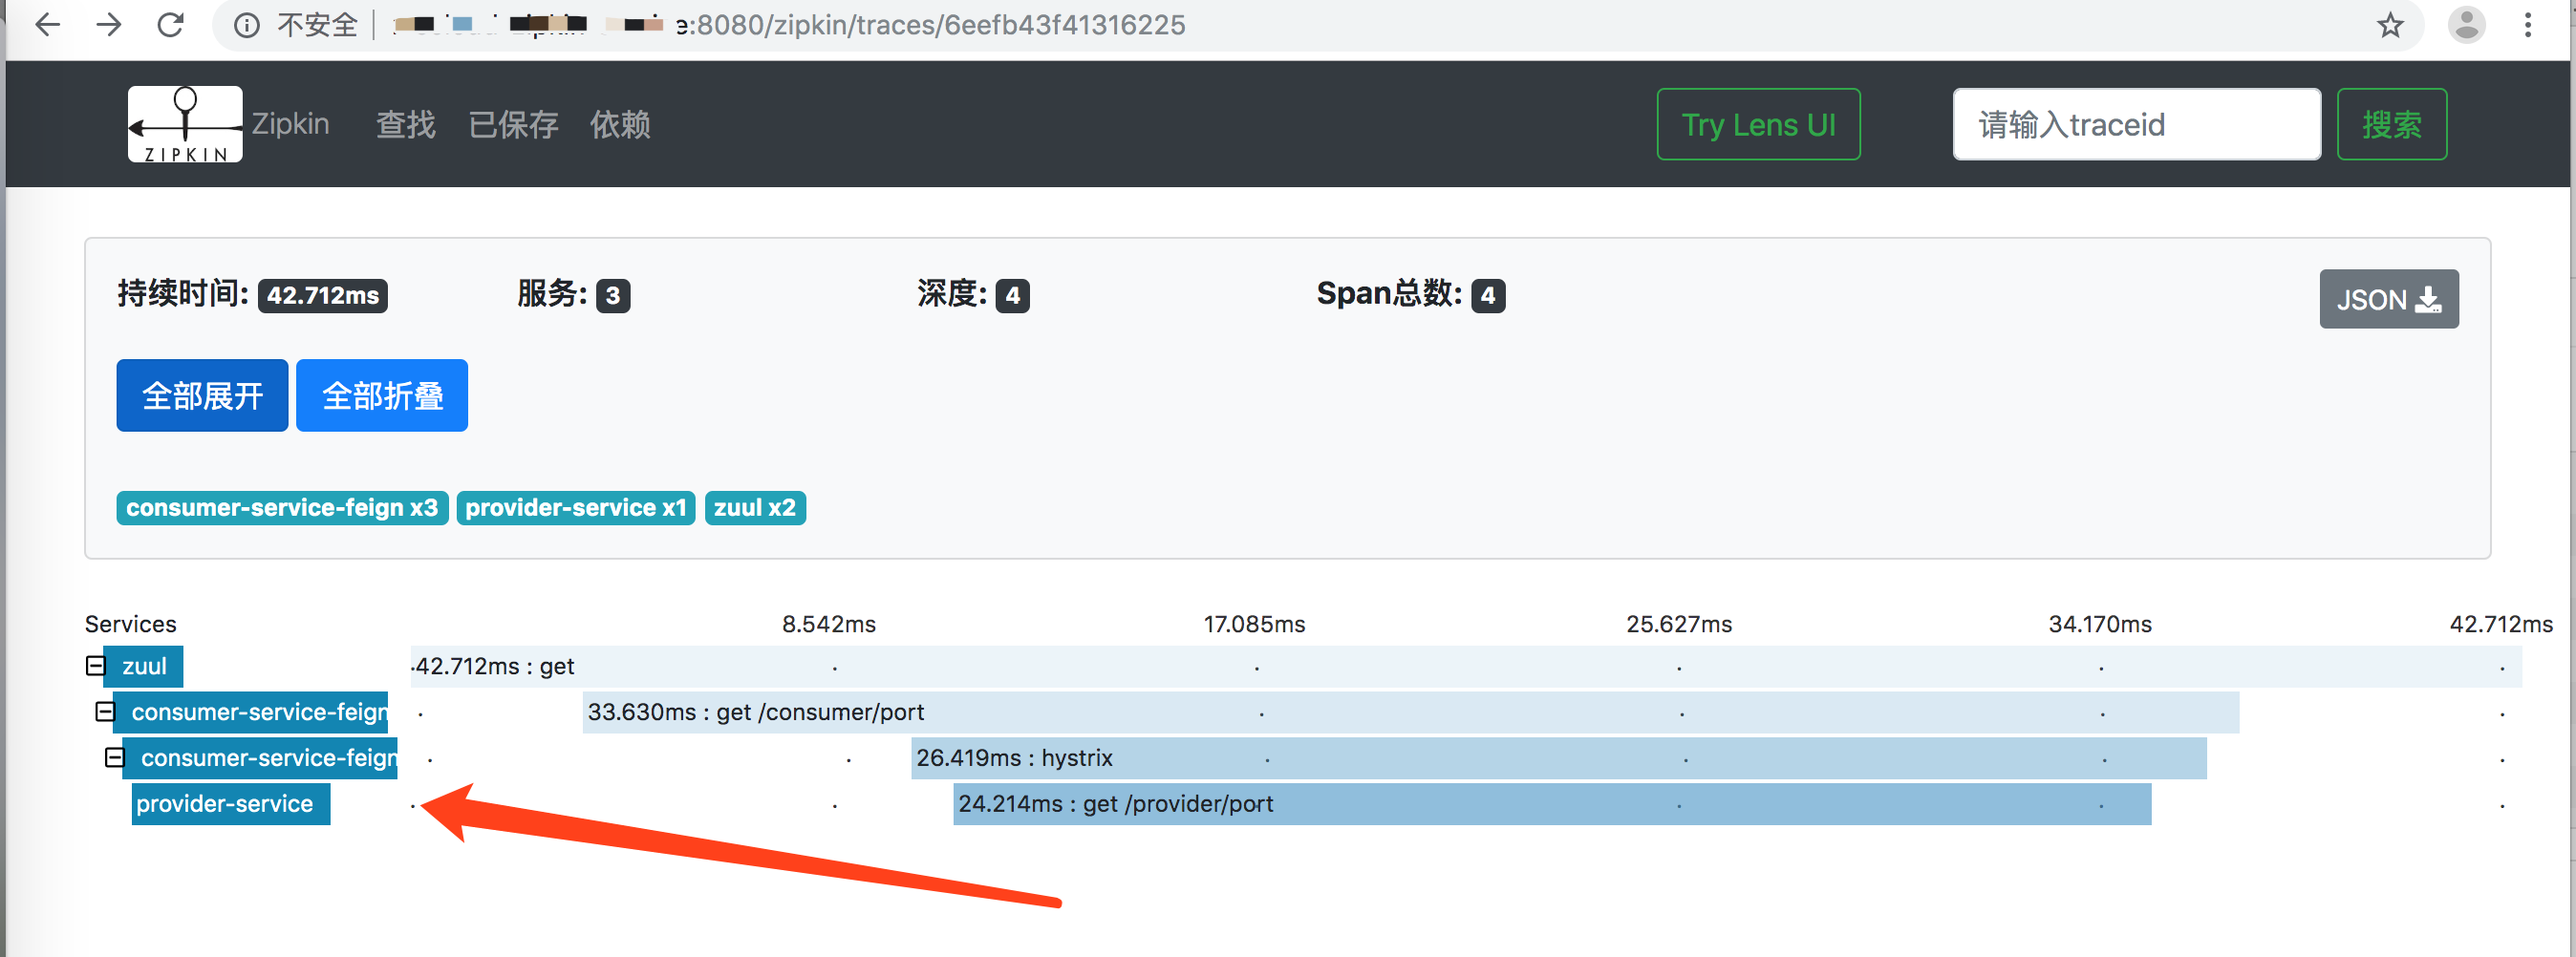 不安全 e:8080/zipkin/traces/6eefb43f41316225
ZIPKIN Zipkin 查找 已保存 依赖 Try Lens UI 请输入traceid 搜索
持续时间: 42.712ms 服务: 3 深度: 4 Span总数: 4 JSON
全部展开 全部折叠
consumer-service-feign x3 provider-service x1 zuul x2
Services 8.542ms 17.085ms 25.627ms 34.170ms 42.712ms
zuul 42.712ms : get
consumer-service-feign 33.630ms : get /consumer/port
consumer-service-feign 26.419ms : hystrix
provider-service 24.214ms : get /provider/port